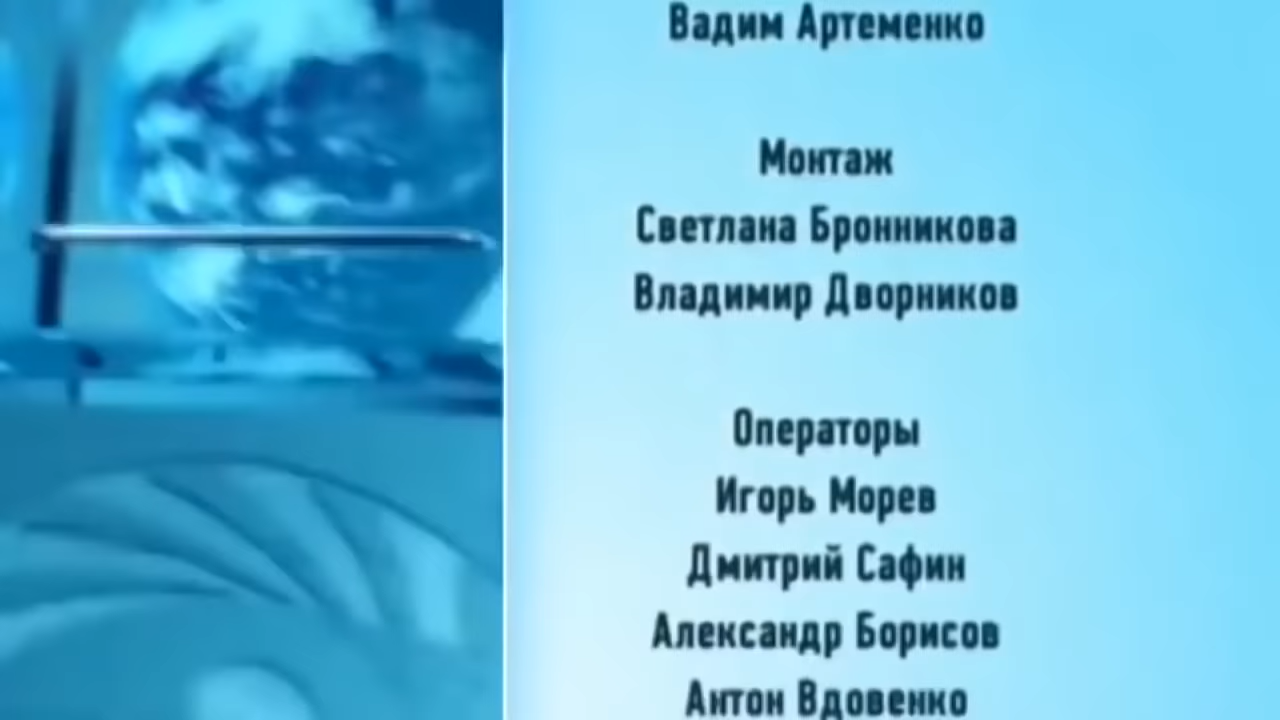 Вадим Артеменко
Монтаж
Светлана Бронникова
Владимир Дворников
Операторы
Игорь Морев
Дмитрий Сафин
Александр Борисов
Антон Вдовенко